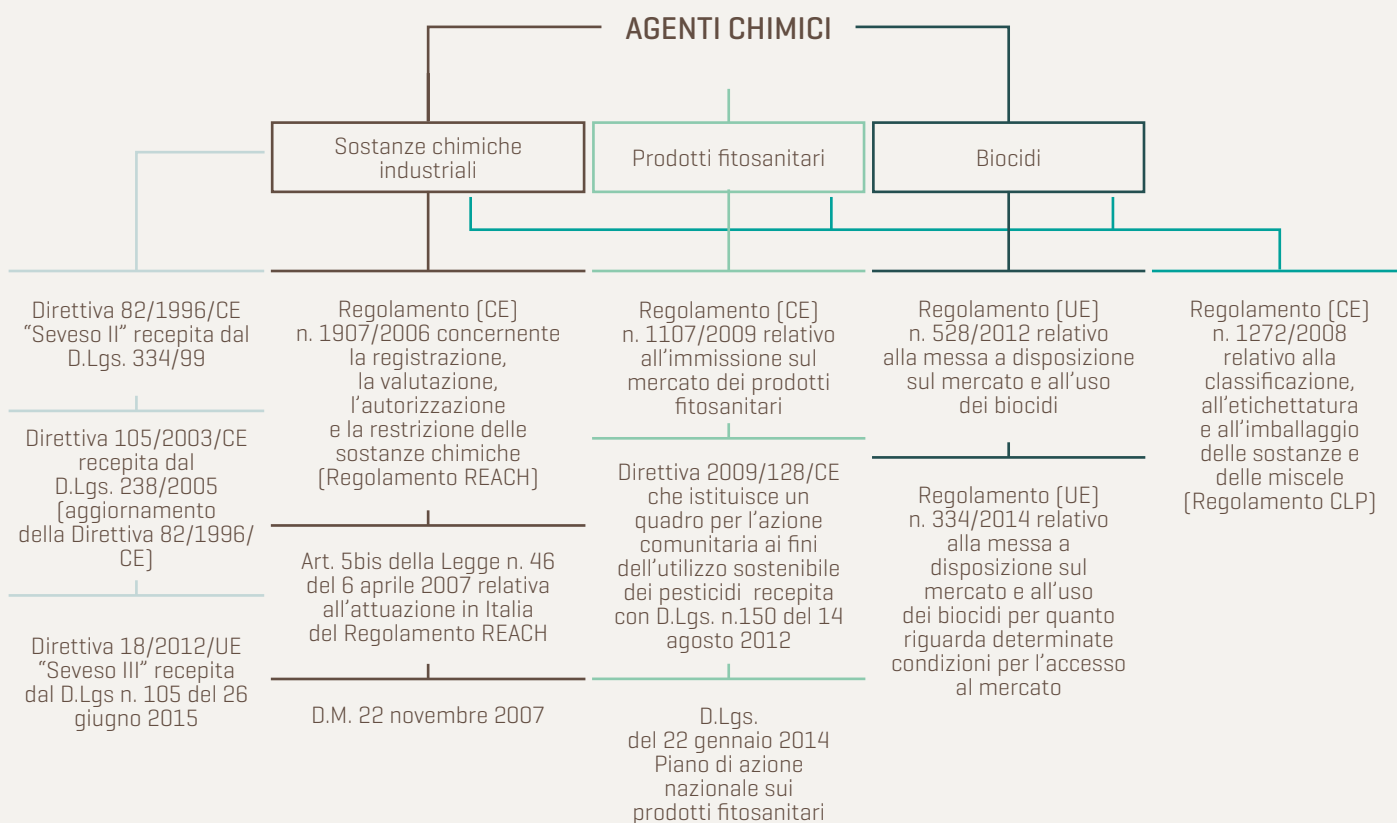 AGENTI CHIMICI
Sostanze chimiche
industriali
Prodotti fitosanitari
Biocidi
Direttiva 82/1996/CE
“Seveso II” recepita dal
D.Lgs. 334/99
Direttiva 105/2003/CE
recepita dal
D.Lgs. 238/2005
(aggiornamento
della Direttiva 82/1996/
CE)
Direttiva 18/2012/UE
“Seveso III” recepita
dal D.Lgs n. 105 del 26
giugno 2015
Regolamento (CE)
n. 1907/2006 concernente
la registrazione,
la valutazione,
l’autorizzazione
e la restrizione delle
sostanze chimiche
(Regolamento REACH)
Art. 5bis della Legge n. 46
del 6 aprile 2007 relativa
all’attuazione in Italia
del Regolamento REACH
D.M. 22 novembre 2007
Regolamento (CE)
n. 1107/2009 relativo
all’immissione sul
mercato dei prodotti
fitosanitari
Direttiva 2009/128/CE
che istituisce un
quadro per l’azione
comunitaria ai fini
dell’utilizzo sostenibile
dei pesticidi recepita
con D.Lgs. n.150 del 14
agosto 2012
D.Lgs.
del 22 gennaio 2014
Piano di azione
nazionale sui
prodotti fitosanitari
Regolamento (UE)
n. 528/2012 relativo
alla messa a disposizione
sul mercato e all’uso
dei biocidi
Regolamento (UE)
n. 334/2014 relativo
alla messa a
disposizione sul
mercato e all’uso
dei biocidi per quanto
riguarda determinate
condizioni per l’accesso
al mercato
Regolamento (CE)
n. 1272/2008
relativo alla
classificazione,
all’etichettatura
e all’imballaggio
delle sostanze e
delle miscele
(Regolamento CLP)